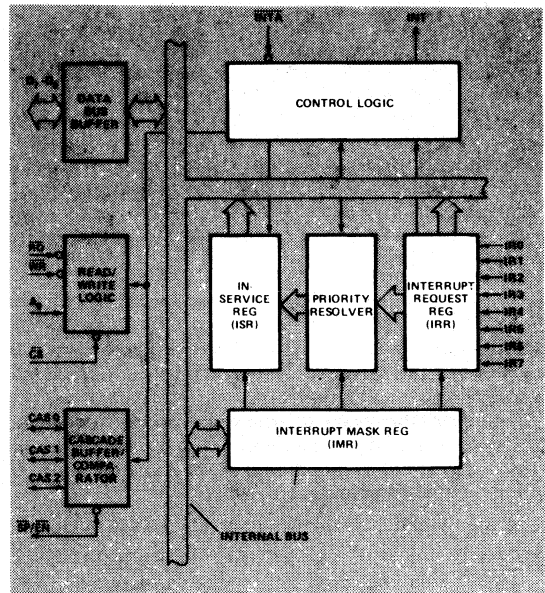 INTA
INT
D7-D0
DATA
BUS
BUFFER
CONTROL LOGIC
RD
WR
A0
CS
READ/
WRITE
LOGIC
IN-
SERVICE
REG
(ISR)
PRIORITY
RESOLVER
INTERRUPT
REQUEST
REG
(IRR)
IR0
IR1
IR2
IR3
IR4
IR5
IR6
IR7
CAS 0
CAS 1
CAS 2
CASCADE
BUFFER/
COMPA-
RATOR
SP/EN
INTERRUPT MASK REG
(IMR)
INTERNAL BUS